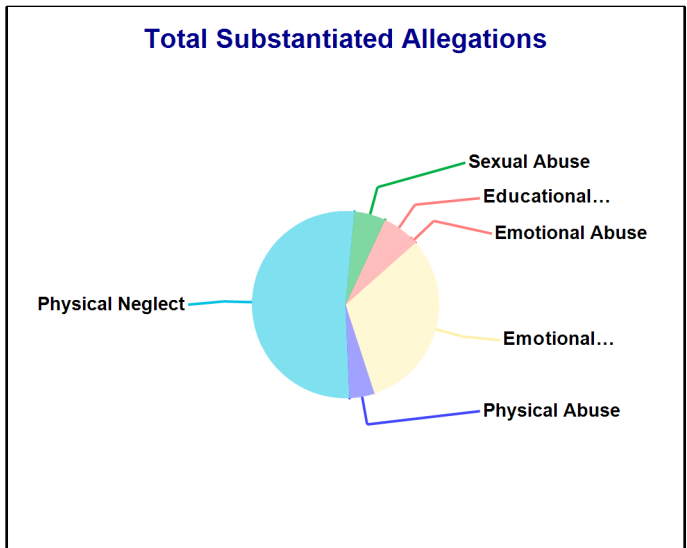 Total Substantiated Allegations
Sexual Abuse
Educational…
Emotional Abuse
Physical Neglect
Emotional…
Physical Abuse